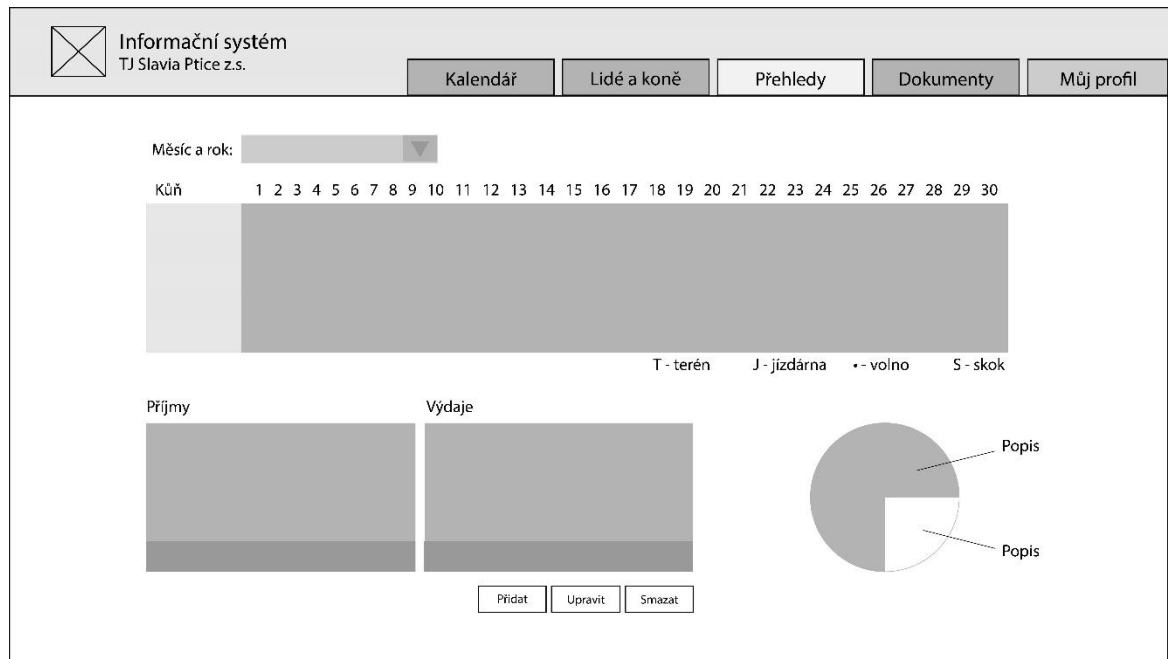 Informační systém
TJ Slavia Ptice z.s.
Kalendář Lidé a koně Přehledy Dokumenty Můj profil
Měsíc a rok:
Kůň 1 2 3 4 5 6 7 8 9 10 11 12 13 14 15 16 17 18 19 20 21 22 23 24 25 26 27 28 29 30
T - terén J - jízdárna • - volno S - skok
Příjmy Výdaje
Popis
Popis
Přidat Upravit Smazat